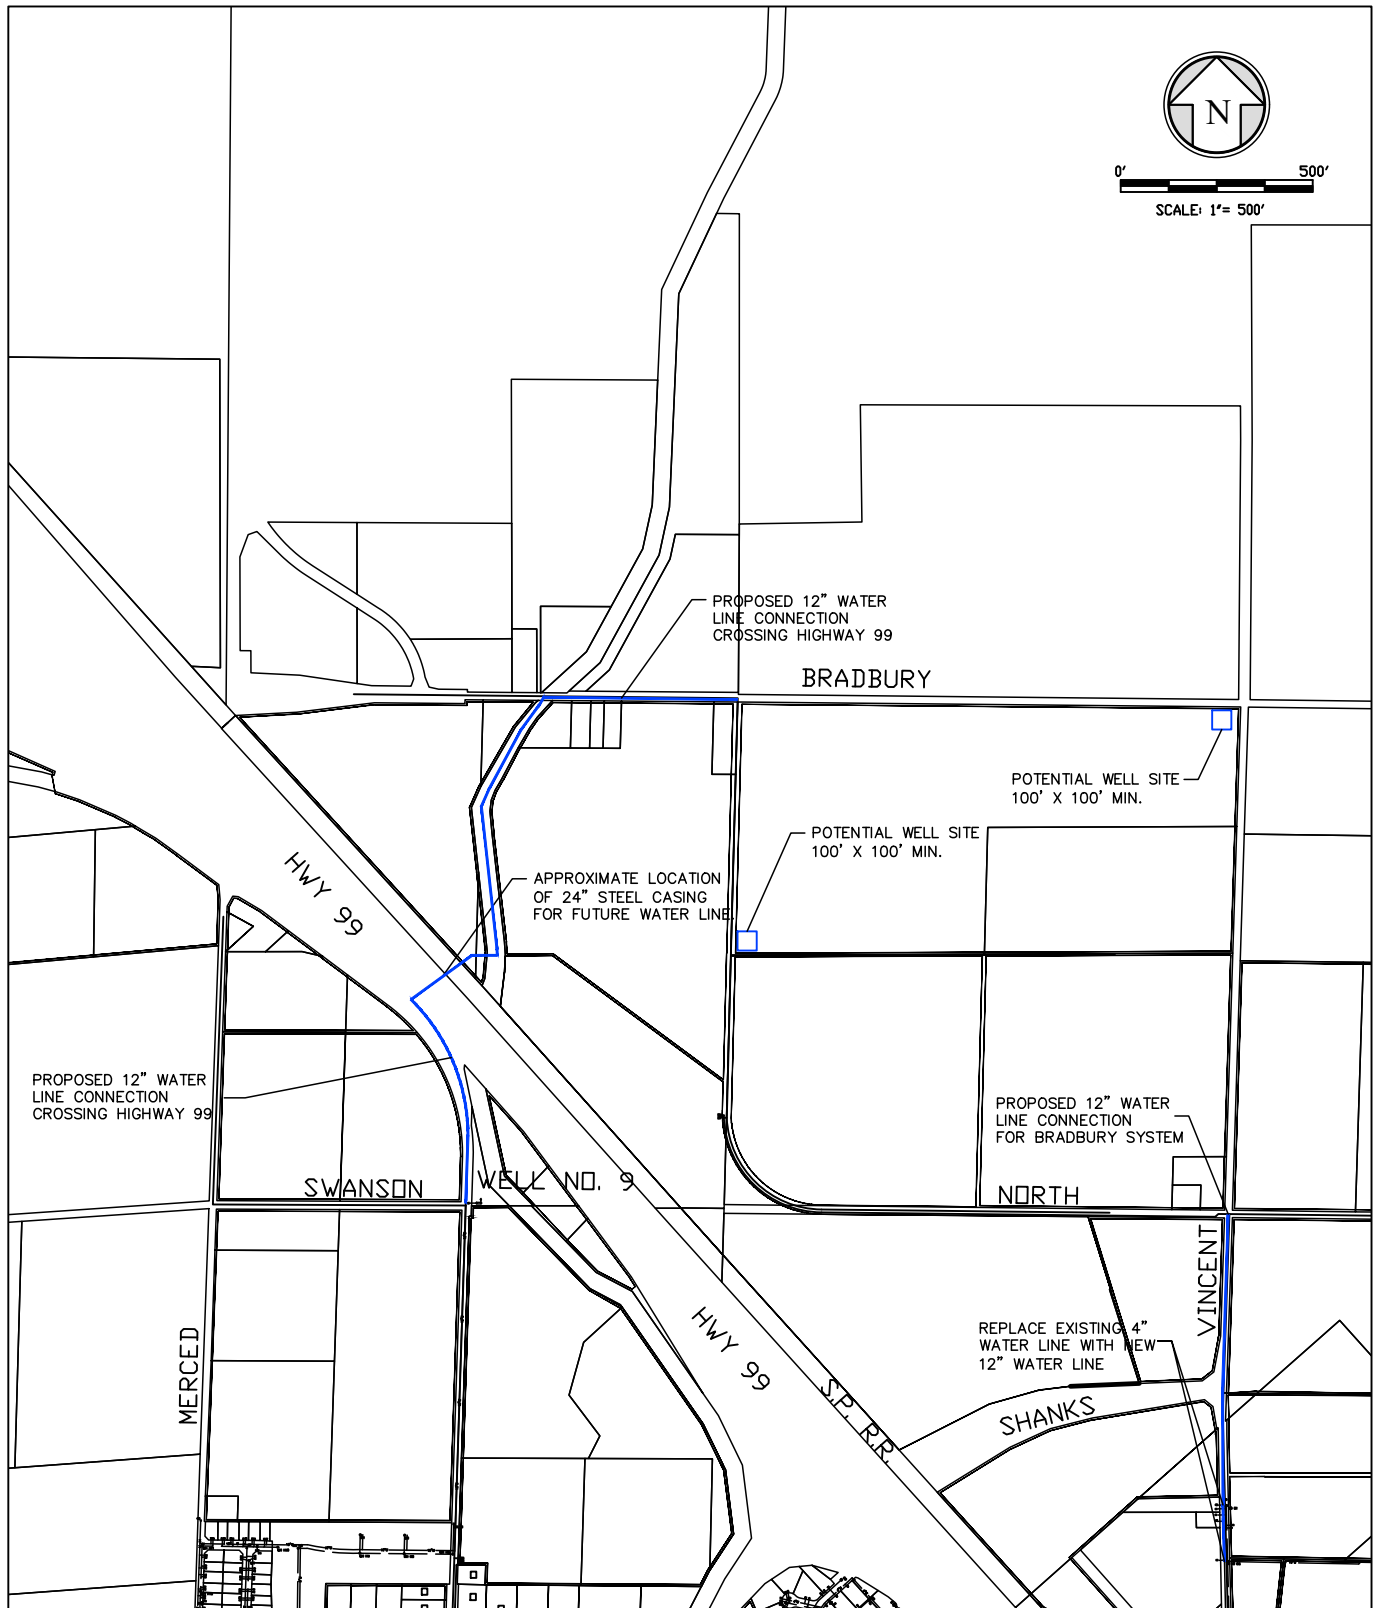 N
0' 500'
SCALE: 1"= 500'
PROPOSED 12" WATER
LINE CONNECTION
CROSSING HIGHWAY 99
BRADBURY
POTENTIAL WELL SITE
100' X 100' MIN.
POTENTIAL WELL SITE
100' X 100' MIN.
HWY 99
APPROXIMATE LOCATION
OF 24" STEEL CASING
FOR FUTURE WATER LINE.
PROPOSED 12" WATER
LINE CONNECTION
CROSSING HIGHWAY 99
PROPOSED 12" WATER
LINE CONNECTION
FOR BRADBURY SYSTEM
SWANSON
WELL NO. 9
NORTH
VINCENT
HWY 99
REPLACE EXISTING 4"
WATER LINE WITH NEW
12" WATER LINE
MERCED
S.P. R.R.
SHANKS